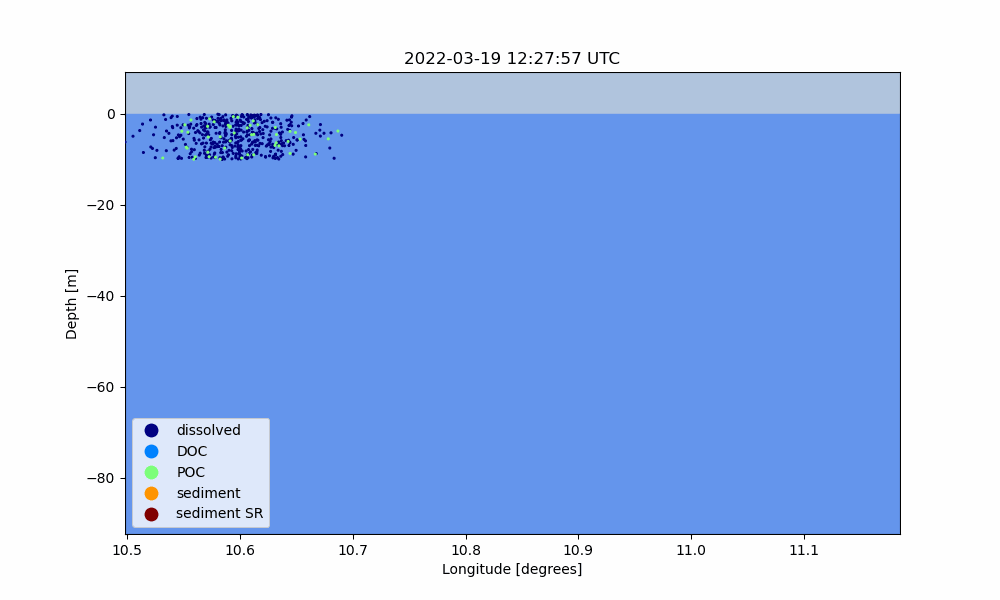 2022-03-19 12:27:57 UTC
0
−20
−40
−60
−80
Depth [m]
dissolved
DOC
POC
sediment
sediment SR
10.5 10.6 10.7 10.8 10.9 11.0 11.1
Longitude [degrees]